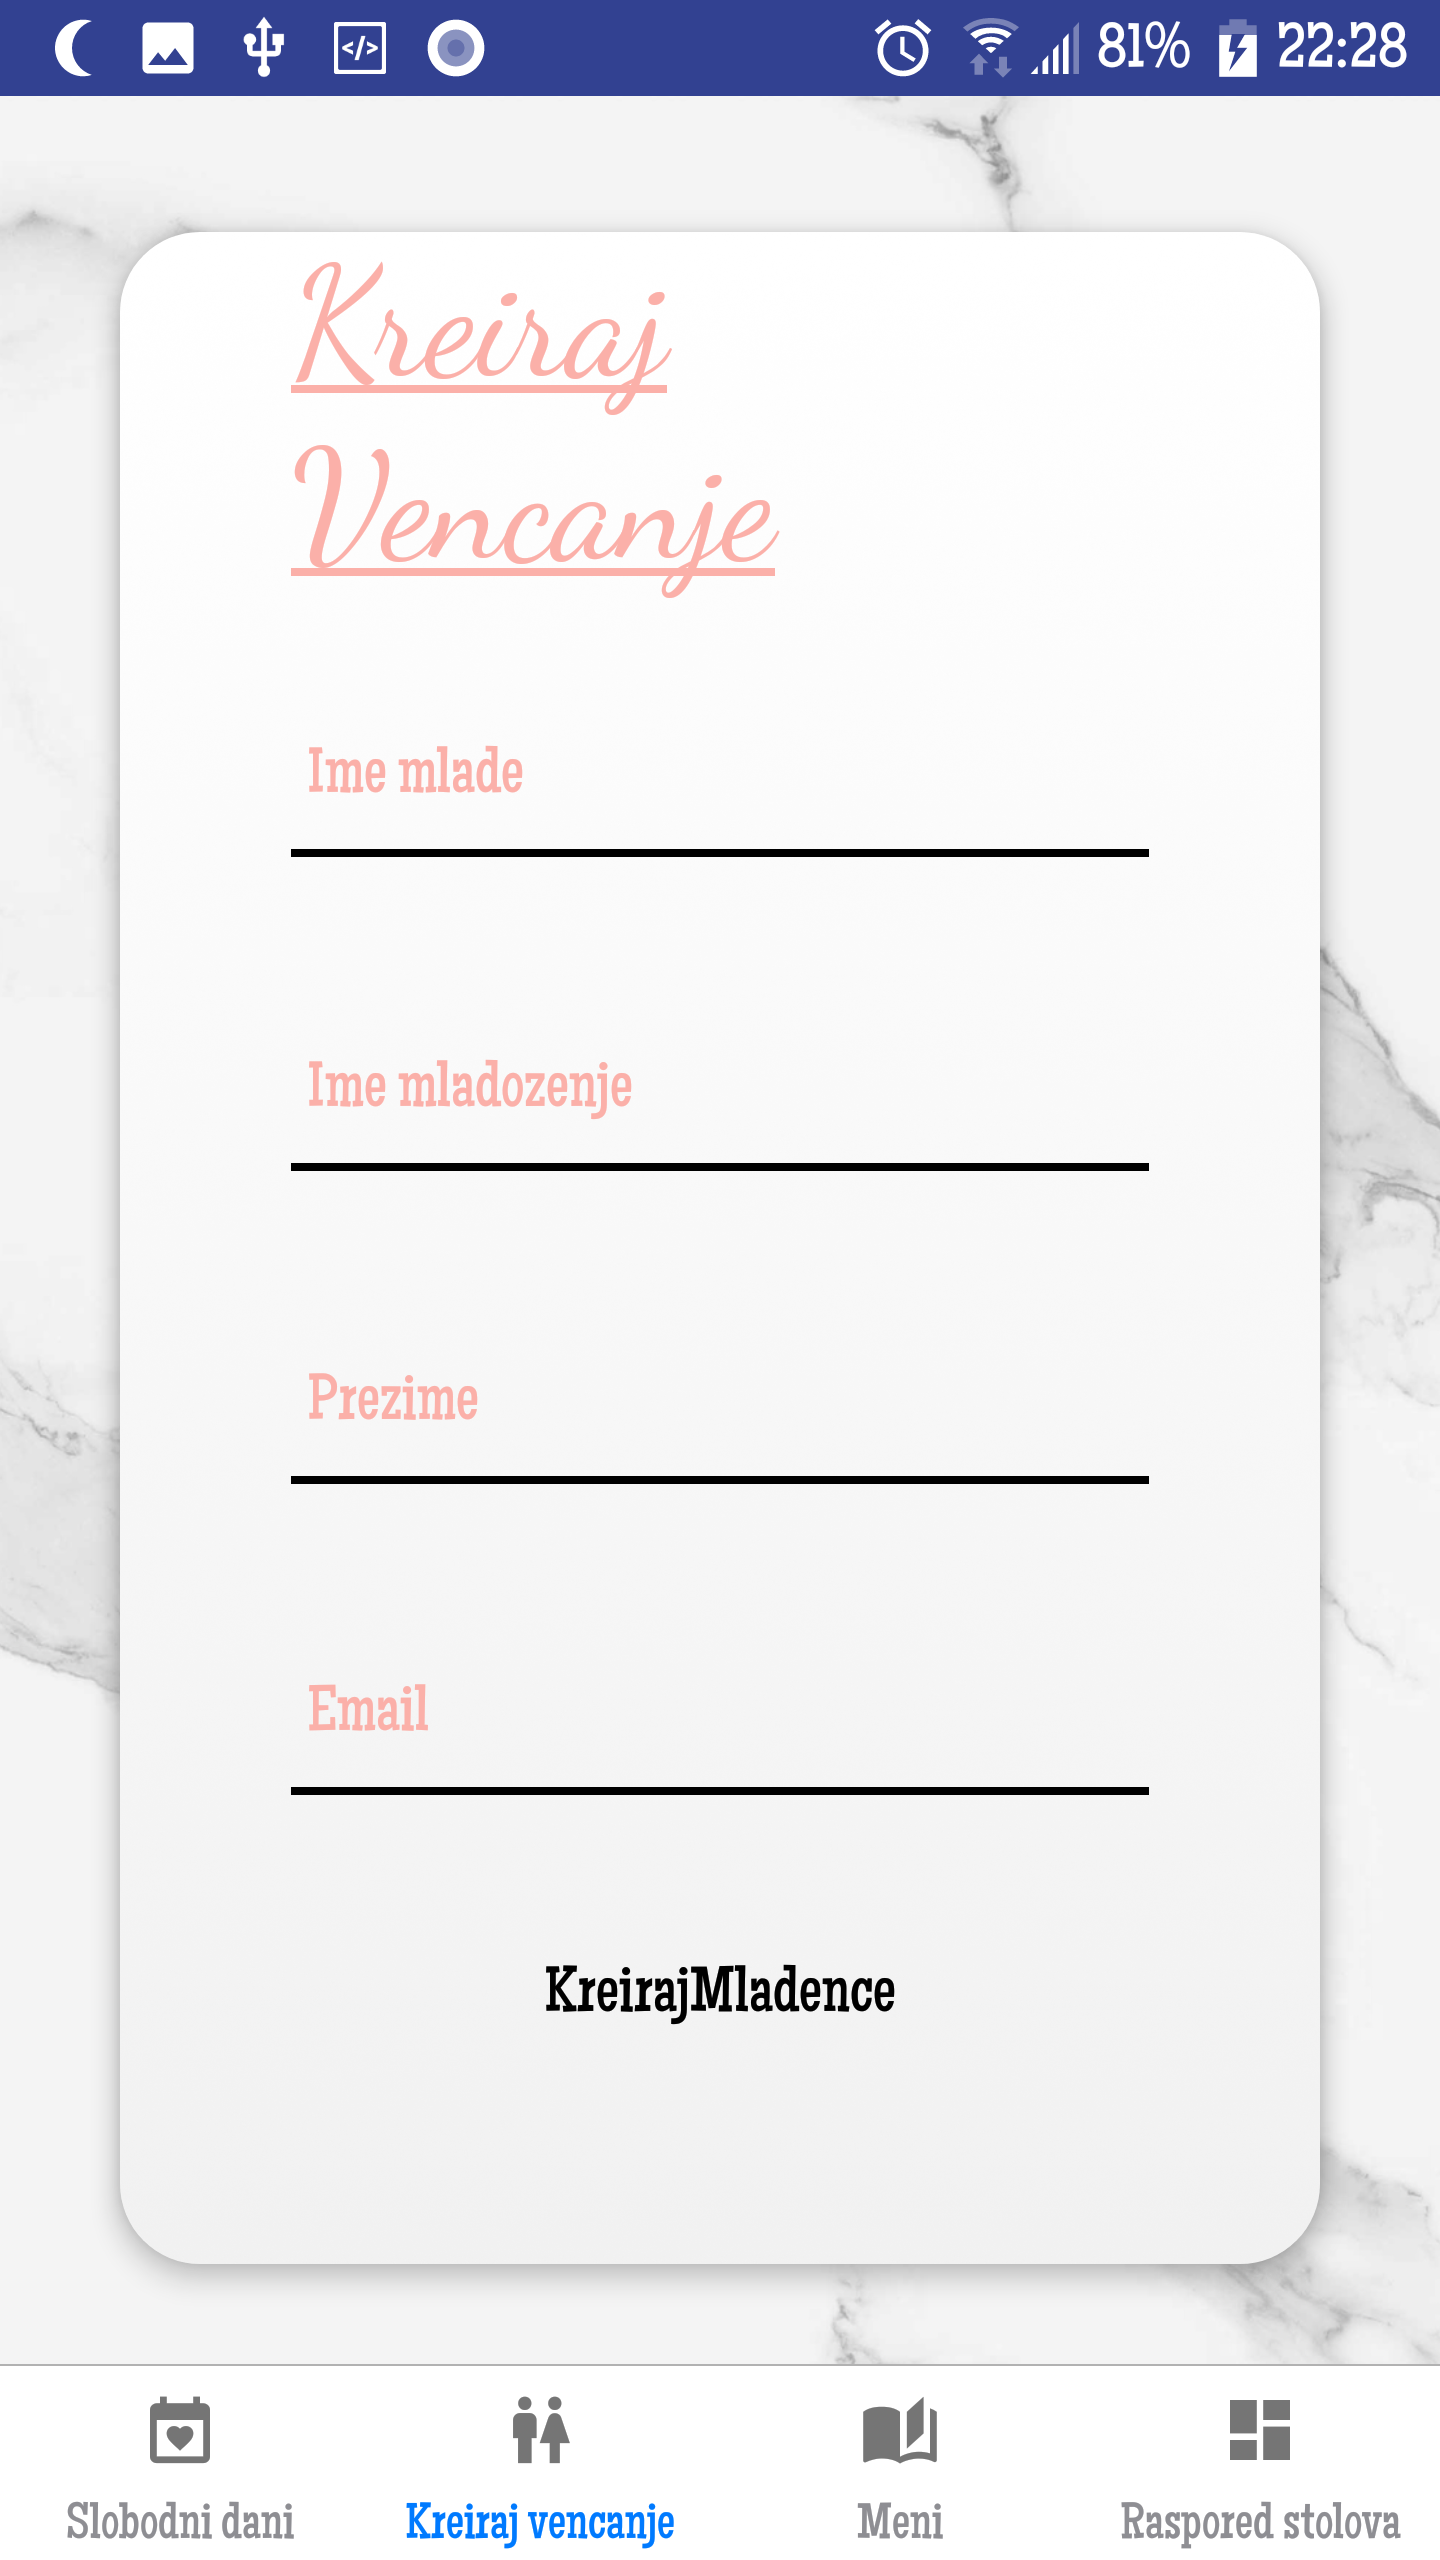 81% 22:28
Kreiraj
Vencanje
Ime mlade
Ime mladozenje
Prezime
Email
KreirajMladence
Slobodni dani Kreiraj vencanje Meni Raspored stolova